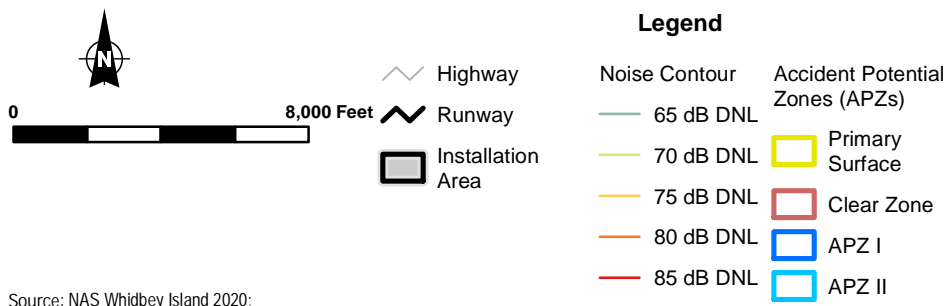 Legend
N
0 8,000 Feet
Highway
Runway
Installation
Area
Noise Contour
65 dB DNL
70 dB DNL
75 dB DNL
80 dB DNL
85 dB DNL
Accident Potential
Zones (APZs)
Primary
Surface
Clear Zone
APZ I
APZ II
Source: NAS Whidbey Island 2020;